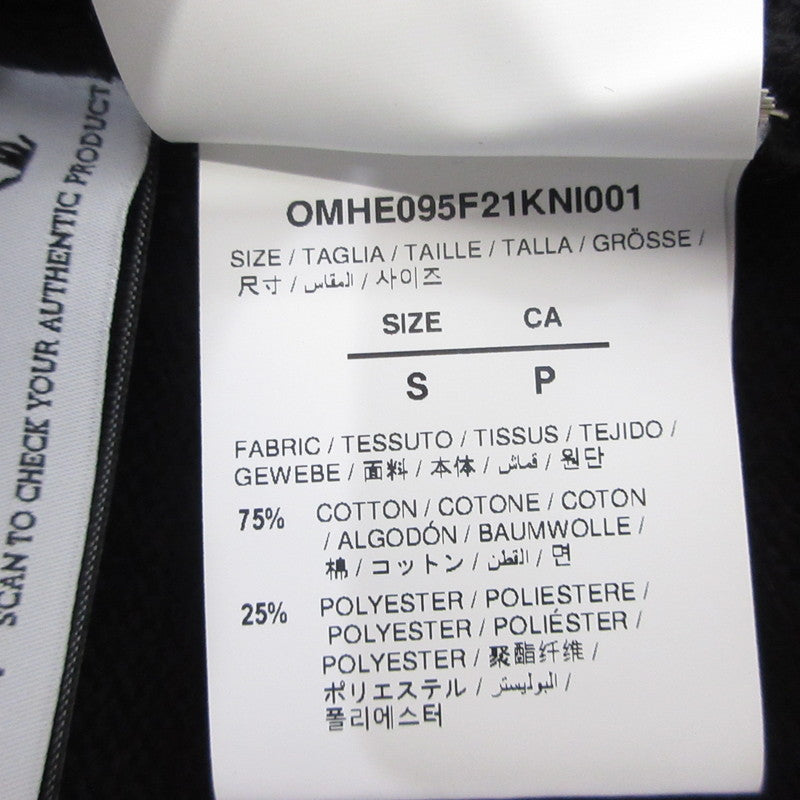 SCAN TO CHECK YOUR AUTHENTIC PRODUCT
OMHE095F21KNI001
SIZE / TAGLIA / TAILLE / TALLA / GRÖSSE /
尺寸 / المقاس / 사이즈
SIZE CA
S P
FABRIC / TESSUTO / TISSUS / TEJIDO /
GEWEBE / 面料 / 本体 / قماش / 원단
75% COTTON / COTONE / COTON
/ ALGODÓN / BAUMWOLLE /
棉 / コットン / القطن / 면
25% POLYESTER / POLIESTERE /
POLYESTER / POLIÉSTER /
POLYESTER / 聚酯纤维 /
ポリエステル / البوليستر /
폴리에스터